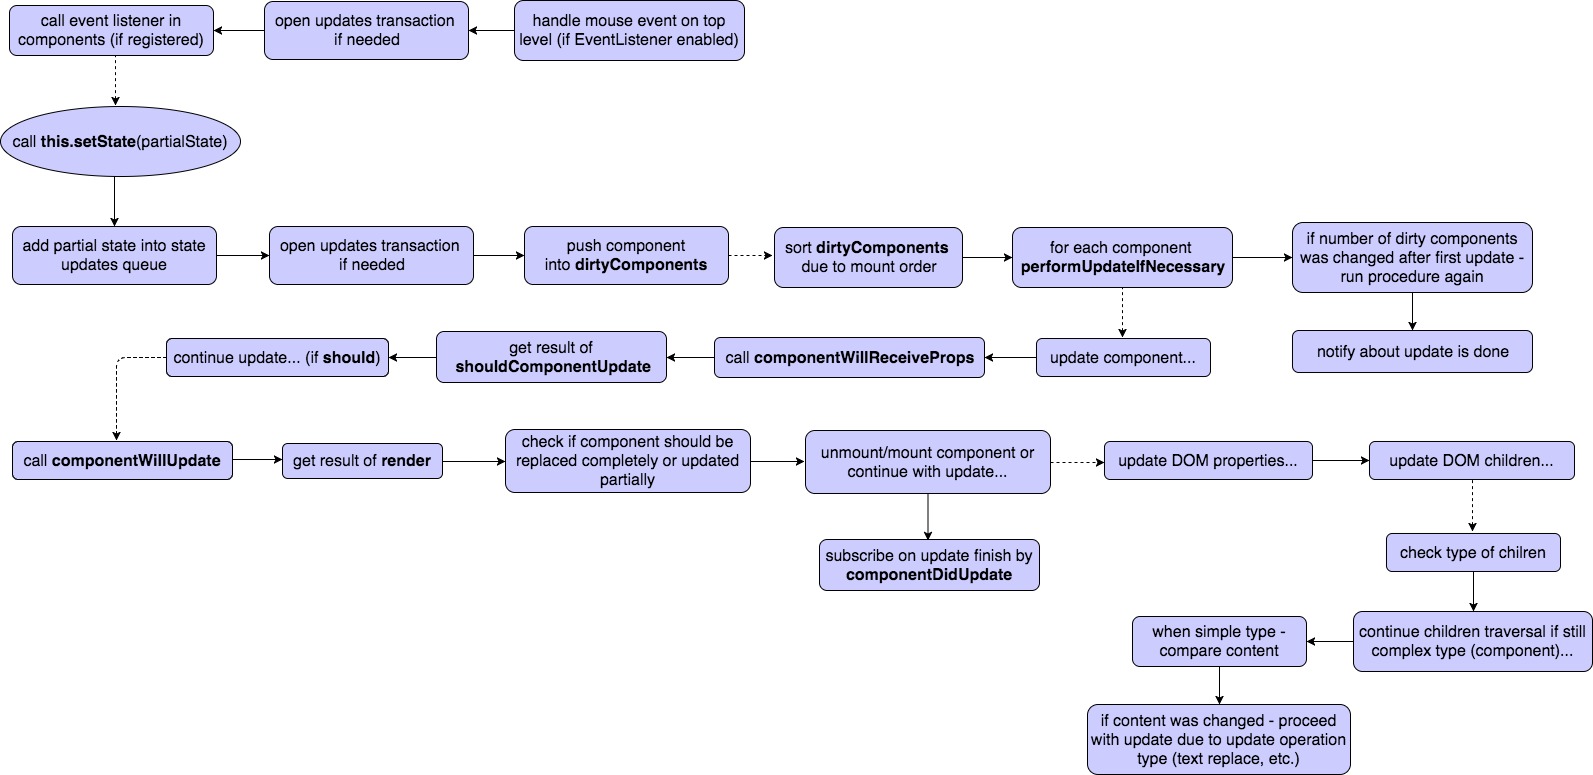 call event listener in
components (if registered)
open updates transaction
if needed
handle mouse event on top
level (if EventListener enabled)
call this.setState(partialState)
add partial state into state
updates queue
open updates transaction
if needed
push component
into dirtyComponents
sort dirtyComponents
due to mount order
for each component
performUpdateIfNecessary
if number of dirty components
was changed after first update -
run procedure again
continue update... (if should)
get result of
shouldComponentUpdate
call componentWillReceiveProps
update component...
notify about update is done
call componentWillUpdate
get result of render
check if component should be
replaced completely or updated
partially
unmount/mount component or
continue with update...
update DOM properties...
update DOM children...
subscribe on update finish by
componentDidUpdate
check type of chilren
when simple type -
compare content
continue children traversal if still
complex type (component)...
if content was changed - proceed
with update due to update operation
type (text replace, etc.)